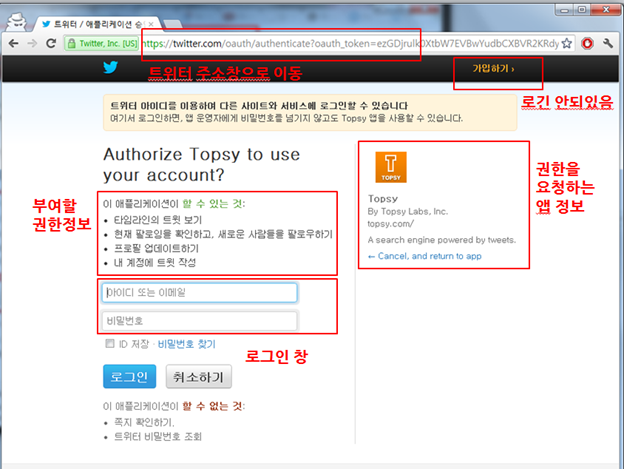 트위터 / 애플리케이션 승
Twitter, Inc. [US]
https://twitter.com/oauth/authenticate?oauth_token=
트위터 주소창으로 이동
가입하기 ›
로긴 안되있음
트위터 아이디를 이용하여 다른 사이트와 서비스에 로그인할 수 있습니다
여기서 로그인하면, 앱 운영자에게 비밀번호를 넘기지 않고도 Topsy 앱을 사용할 수 있습니다.
Authorize Topsy to use
your account?
TOPSY
권한을
요청하는
앱 정보
부여할
권한정보
이 애플리케이션이 할 수 있는 것:
타임라인의 트윗 보기
현재 팔로잉을 확인하고, 새로운 사람들을 팔로우하기
프로필 업데이트하기
내 계정에 트윗 작성
Topsy
By Topsy Labs, Inc.
topsy.com/
A search engine powered by tweets.
← Cancel, and return to app
아이디 또는 이메일
비밀번호
ID 저장 · 비밀번호 찾기
로그인 창
로그인 취소하기
이 애플리케이션이 할 수 없는 것:
쪽지 확인하기.
트위터 비밀번호 조회